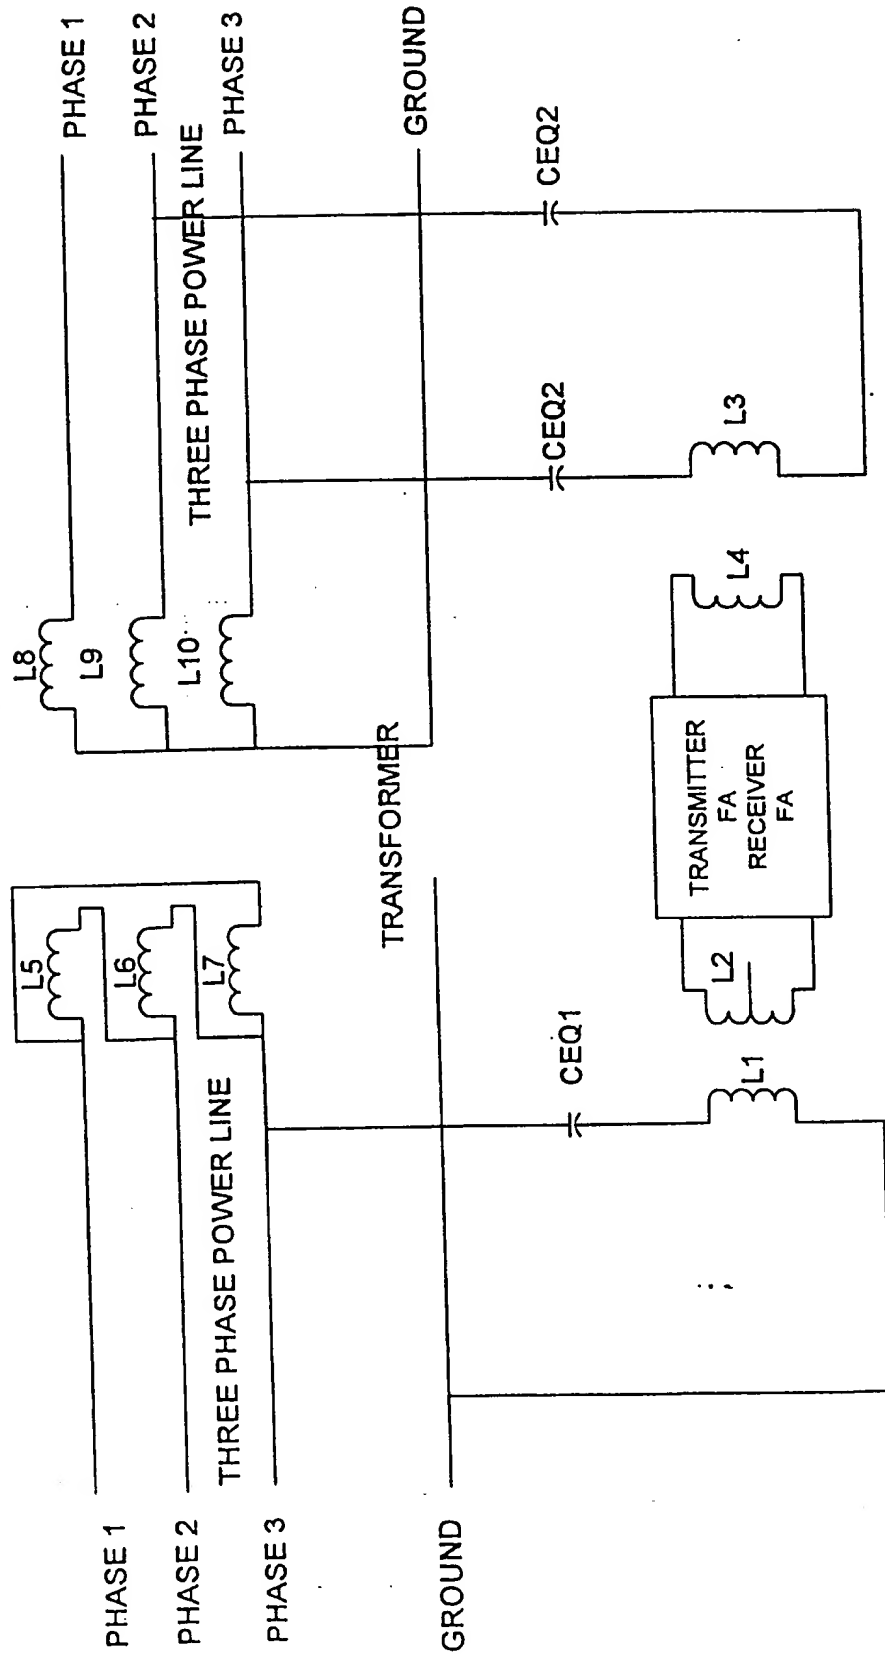 L5
L8
PHASE 1
PHASE 1
L9
L6
PHASE 2
PHASE 2
THREE PHASE POWER LINE
L10
THREE PHASE POWER LINE
L7
PHASE 3
PHASE 3
TRANSFORMER
GROUND
GROUND
CEQ1
CEQ2
CEQ2
L1
L2
TRANSMITTER
FA
RECEIVER
FA
L4
L3